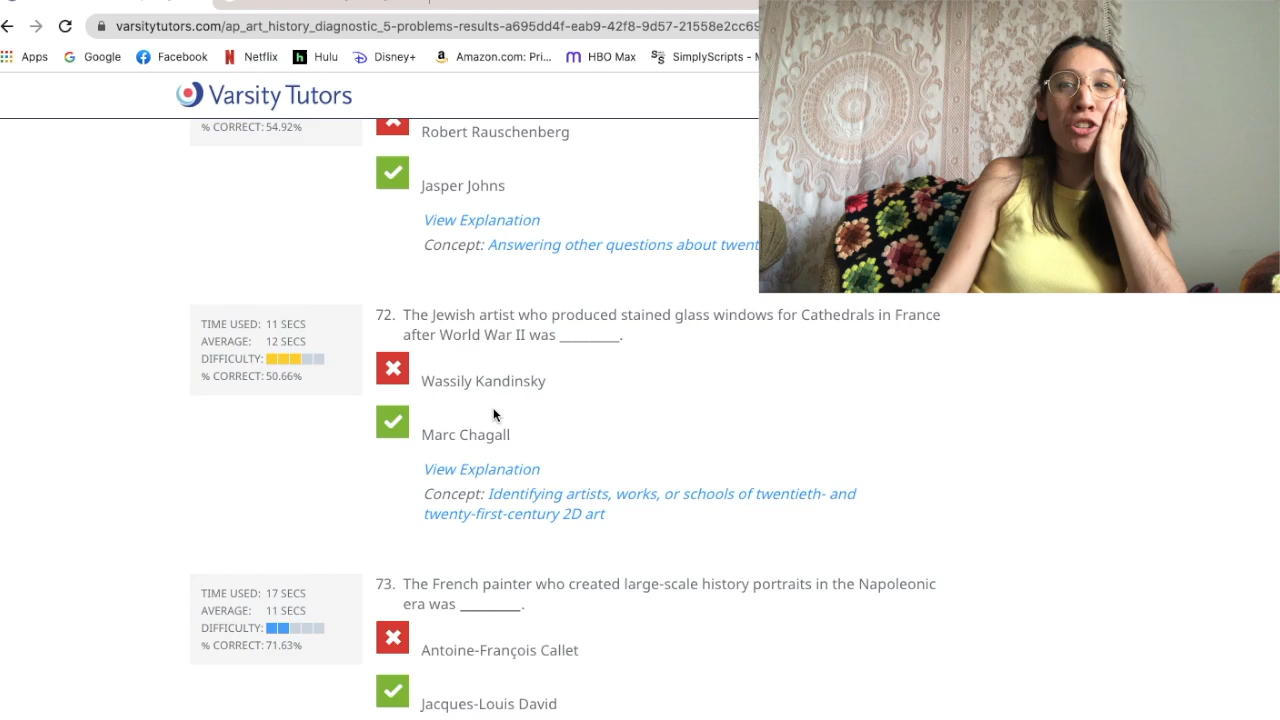 varsitytutors.com/ap_art_history_diagnostic_5-problems-results-a695dd4f-eab9-42f8-9d57-21558e2cc69
Apps Google Facebook Netflix Hulu Disney+ Amazon.com: Pri... HBO Max SimplyScripts - M
Varsity Tutors
% CORRECT: 54.92%
Robert Rauschenberg
Jasper Johns
View Explanation
Concept: Answering other questions about twent
TIME USED: 11 SECS
AVERAGE: 12 SECS
DIFFICULTY:
% CORRECT: 50.66%
72. The Jewish artist who produced stained glass windows for Cathedrals in France
after World War II was _________.
Wassily Kandinsky
Marc Chagall
View Explanation
Concept: Identifying artists, works, or schools of twentieth- and
twenty-first-century 2D art
TIME USED: 17 SECS
AVERAGE: 11 SECS
DIFFICULTY:
% CORRECT: 71.63%
73. The French painter who created large-scale history portraits in the Napoleonic
era was _________.
Antoine-François Callet
Jacques-Louis David